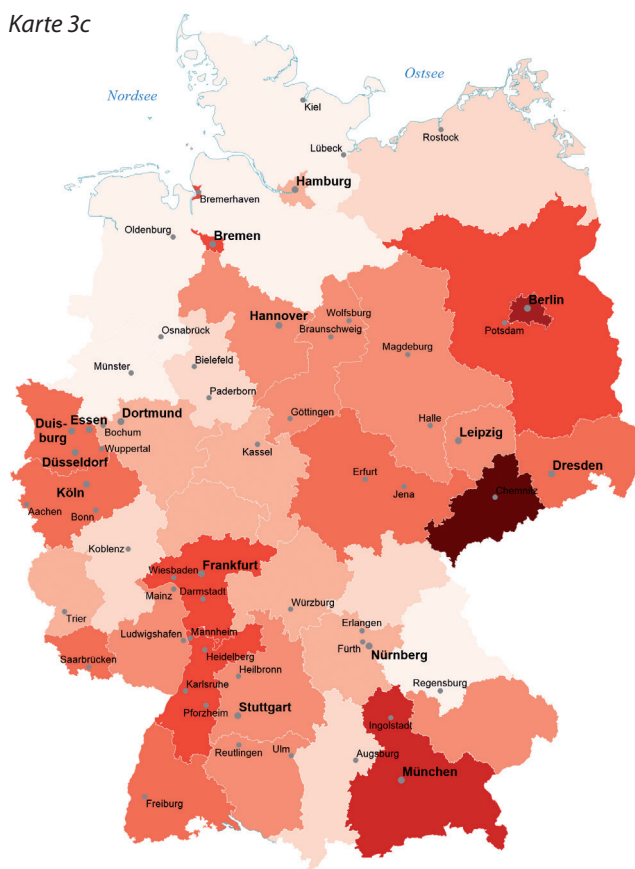 Karte 3c
Nordsee
Ostsee
Kiel
Rostock
Lübeck
Hamburg
Bremerhaven
Oldenburg
Bremen
Berlin
Wolfsburg
Hannover
Braunschweig
Potsdam
Osnabrück
Magdeburg
Bielefeld
Münster
Paderborn
Göttingen
Dortmund
Duis-
burg
Essen
Bochum
Halle
Leipzig
Wuppertal
Kassel
Düsseldorf
Dresden
Erfurt
Köln
Jena
Chemnitz
Aachen
Bonn
Koblenz
Frankfurt
Wiesbaden
Mainz
Darmstadt
Würzburg
Trier
Erlangen
Mannheim
Ludwigshafen
Fürth
Nürnberg
Heidelberg
Saarbrücken
Heilbronn
Karlsruhe
Regensburg
Pforzheim
Stuttgart
Ingolstadt
Reutlingen
Ulm
Augsburg
München
Freiburg